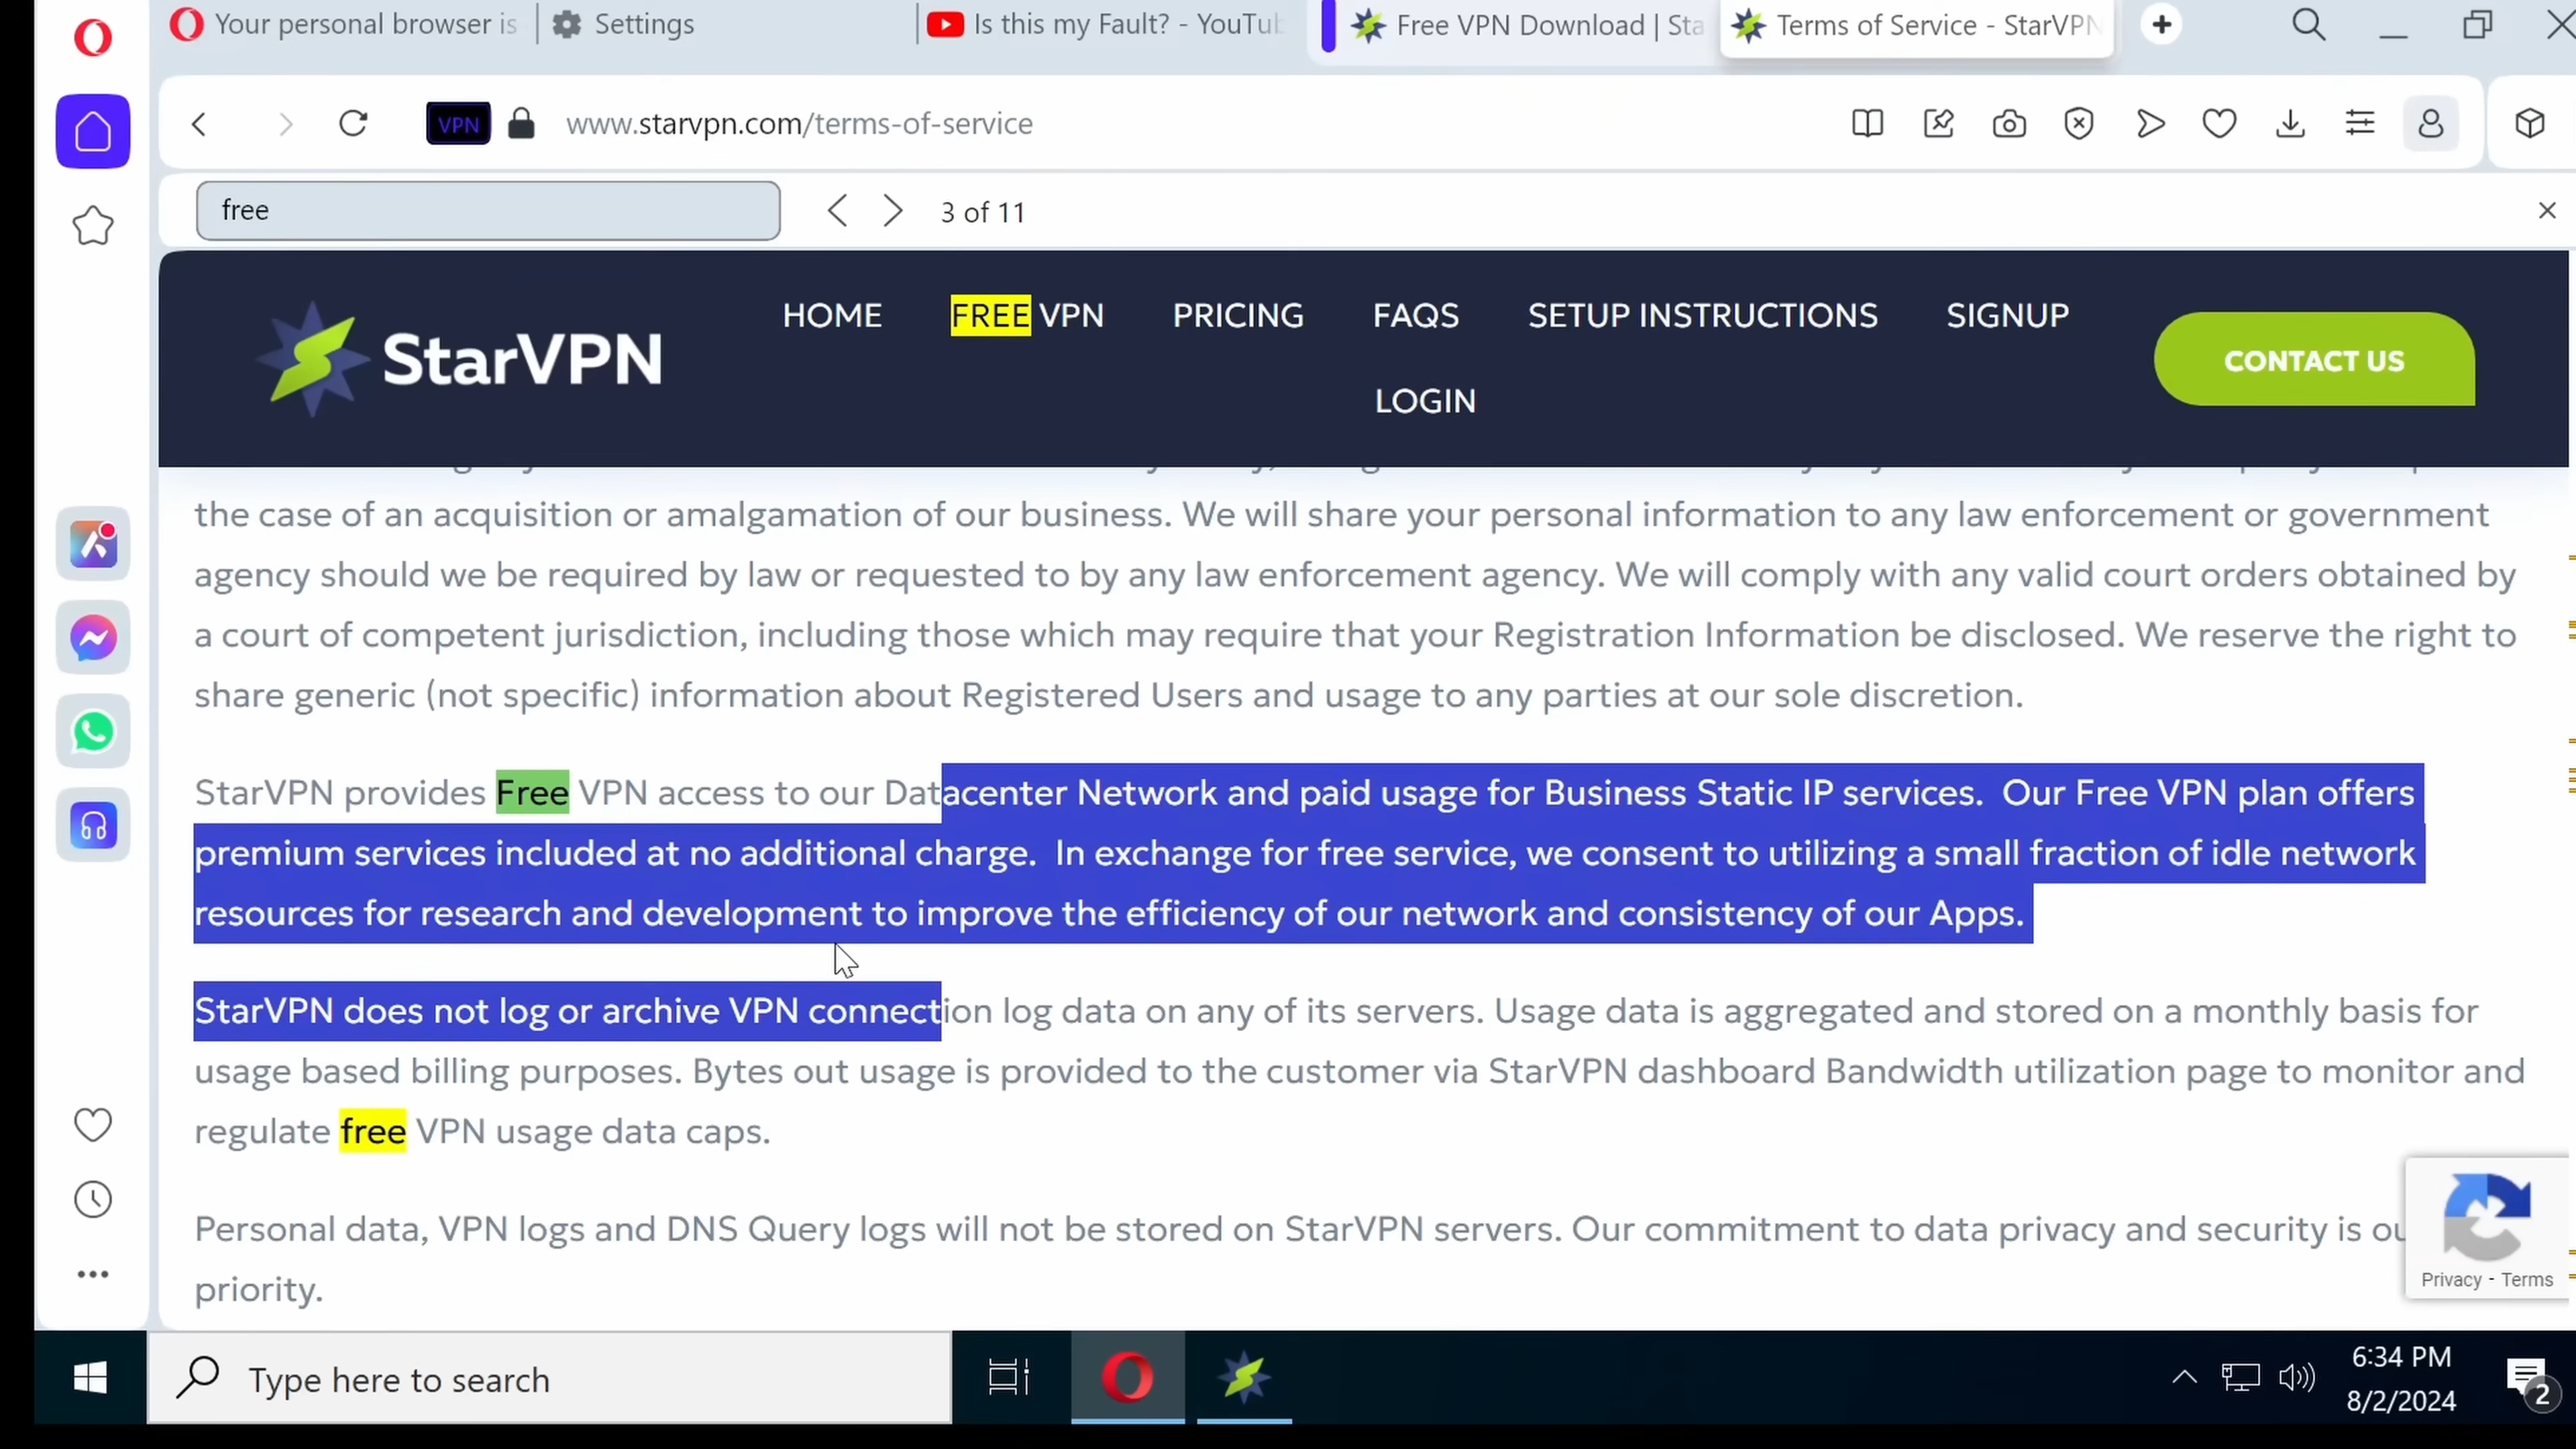 Your personal browser is
Settings
Is this my Fault? - YouTub
Free VPN Download | Sta
Terms of Service - StarVPN
VPN
www.starvpn.com/terms-of-service
free
3 of 11
StarVPN
HOME
FREE VPN
PRICING
FAQS
SETUP INSTRUCTIONS
SIGNUP
LOGIN
CONTACT US
the case of an acquisition or amalgamation of our business. We will share your personal information to any law enforcement or government
agency should we be required by law or requested to by any law enforcement agency. We will comply with any valid court orders obtained by
a court of competent jurisdiction, including those which may require that your Registration Information be disclosed. We reserve the right to
share generic (not specific) information about Registered Users and usage to any parties at our sole discretion.
StarVPN provides Free VPN access to our Datacenter Network and paid usage for Business Static IP services. Our Free VPN plan offers
premium services included at no additional charge. In exchange for free service, we consent to utilizing a small fraction of idle network
resources for research and development to improve the efficiency of our network and consistency of our Apps.
StarVPN does not log or archive VPN connection log data on any of its servers. Usage data is aggregated and stored on a monthly basis for
usage based billing purposes. Bytes out usage is provided to the customer via StarVPN dashboard Bandwidth utilization page to monitor and
regulate free VPN usage data caps.
Personal data, VPN logs and DNS Query logs will not be stored on StarVPN servers. Our commitment to data privacy and security is ou
priority.
Privacy - Terms
Type here to search
6:34 PM
8/2/2024
2